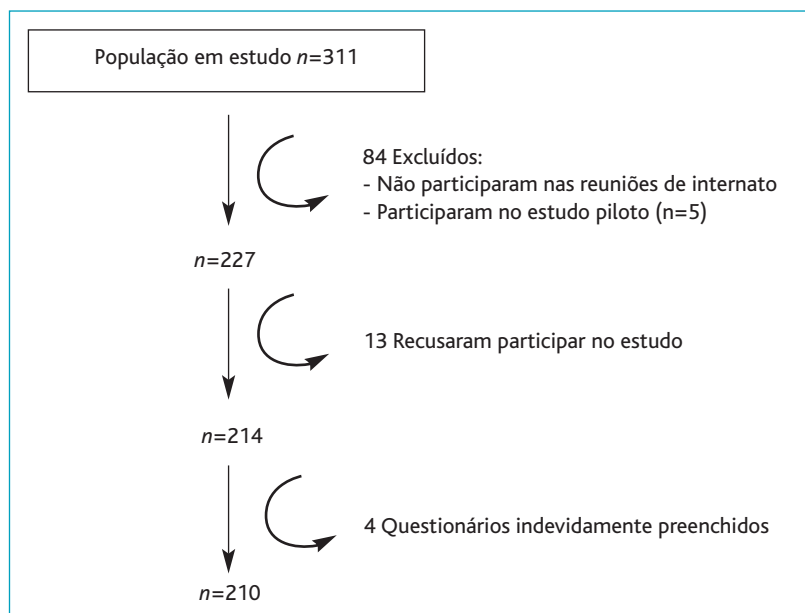 População em estudo n=311
84 Excluídos:
- Não participaram nas reuniões de internato
- Participaram no estudo piloto (n=5)
n=227
13 Recusaram participar no estudo
n=214
4 Questionários indevidamente preenchidos
n=210